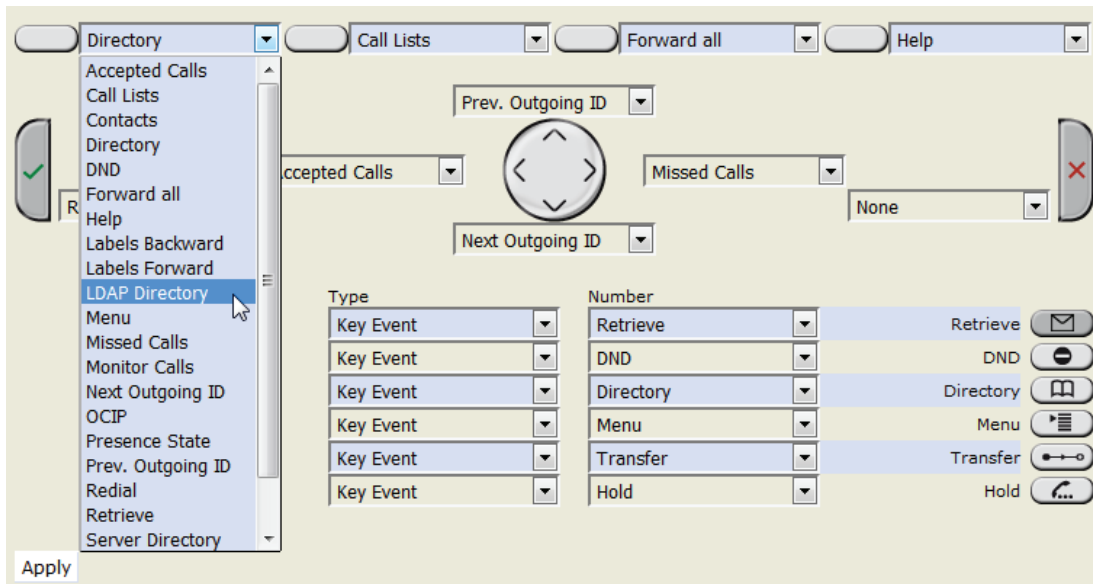 Directory Call Lists Forward all Help
Accepted Calls
Call Lists
Contacts
Directory
DND
Forward all
Help
Labels Backward
Labels Forward
LDAP Directory
Menu
Missed Calls
Monitor Calls
Next Outgoing ID
OCIP
Presence State
Prev. Outgoing ID
Redial
Retrieve
Server Directory
Prev. Outgoing ID
Accepted Calls Missed Calls
R None
Next Outgoing ID
Type Number
Key Event Retrieve Retrieve
Key Event DND DND
Key Event Directory Directory
Key Event Menu Menu
Key Event Transfer Transfer
Key Event Hold Hold
Apply